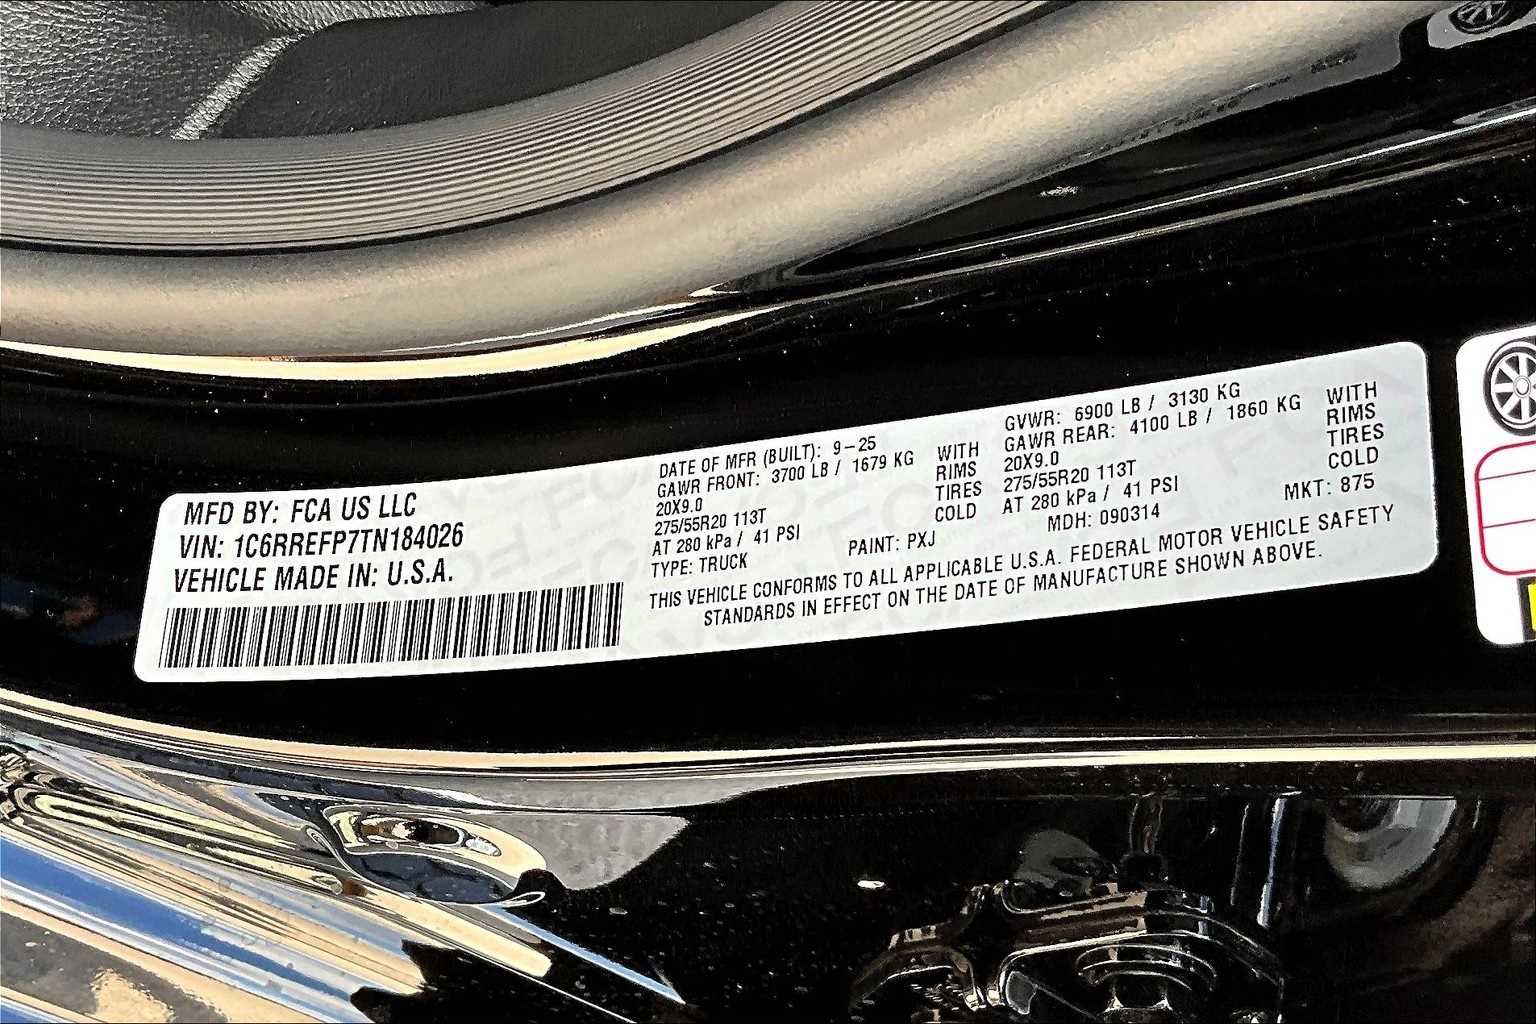 MFD BY: FCA US LLC
VIN: 1C6RREFP7TN184026
VEHICLE MADE IN: U.S.A.
DATE OF MFR (BUILT): 9-25
GAWR FRONT: 3700 LB / 1679 KG WITH
20X9.0 RIMS
275/55R20 113T TIRES
AT 280 kPa / 41 PSI COLD
TYPE: TRUCK PAINT: PXJ
GVWR: 6900 LB / 3130 KG
GAWR REAR: 4100 LB / 1860 KG WITH
20X9.0 RIMS
275/55R20 113T TIRES
AT 280 kPa / 41 PSI COLD
MDH: 090314 MKT: 875
THIS VEHICLE CONFORMS TO ALL APPLICABLE U.S.A. FEDERAL MOTOR VEHICLE SAFETY
STANDARDS IN EFFECT ON THE DATE OF MANUFACTURE SHOWN ABOVE.